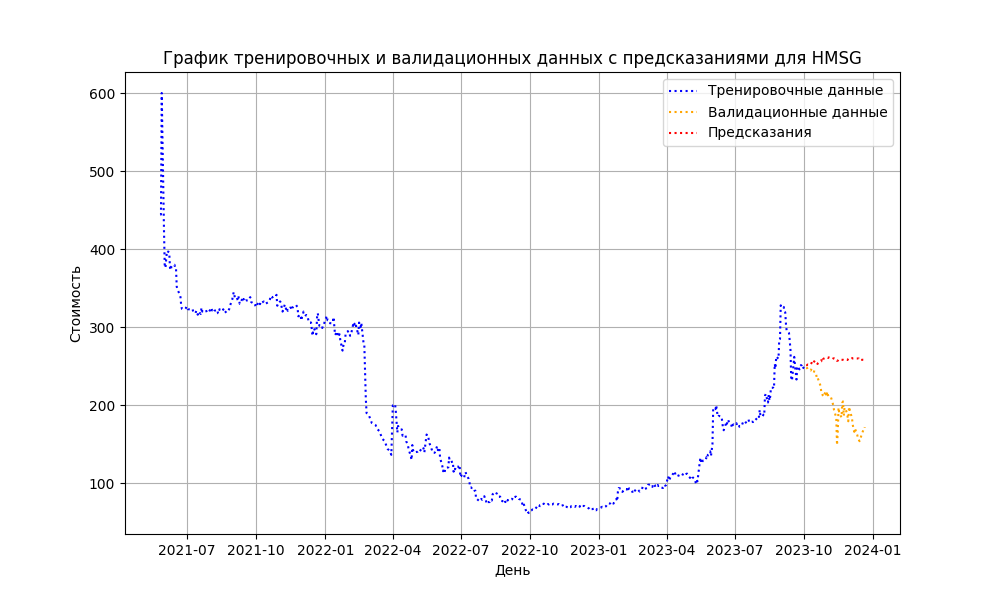 График тренировочных и валидационных данных с предсказаниями для HMSG
Тренировочные данные
Валидационные данные
Предсказания
Стоимость
600
500
400
300
200
100
2021-07 2021-10 2022-01 2022-04 2022-07 2022-10 2023-01 2023-04 2023-07 2023-10 2024-01
День